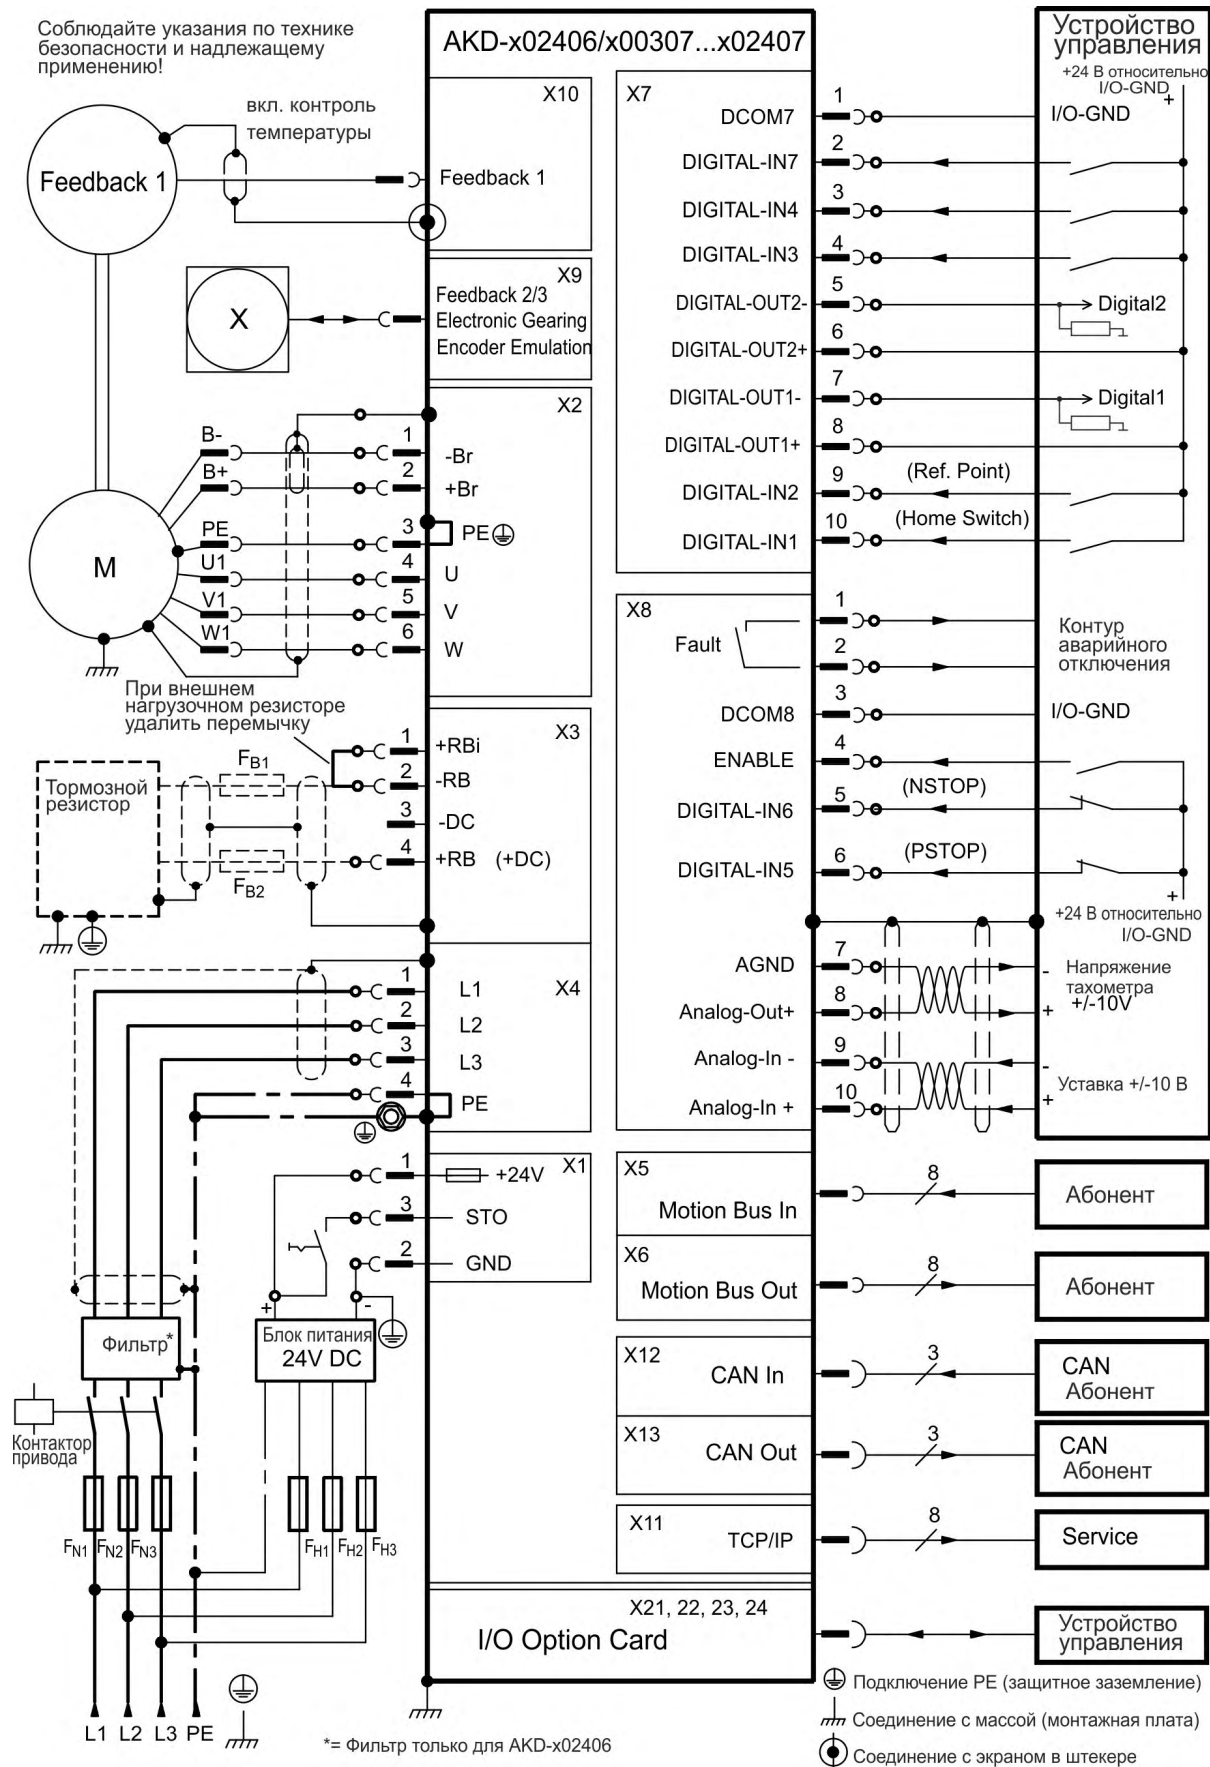 Соблюдайте указания по технике
безопасности и надлежащему
применению!
AKD-x02406/x00307...x02407
Устройство
управления
+24 В относительно
I/O-GND
+
вкл. контроль
температуры
Feedback 1
X10
Feedback 1
X
X9
Feedback 2/3
Electronic Gearing
Encoder Emulation
X2
B-
1
-Br
B+
2
+Br
PE
3
PE
U1
4
U
V1
5
V
W1
6
W
M
При внешнем
нагрузочном резисторе
удалить перемычку
X3
1
+RBi
2
-RB
3
-DC
4
+RB (+DC)
FB1
FB2
Тормозной
резистор
X4
1
L1
2
L2
3
L3
4
PE
X1
1
+24V
3
STO
2
GND
+
-
Фильтр*
Блок питания
24V DC
Контактор
привода
FN1
FN2
FN3
FH1
FH2
FH3
L1
L2
L3
PE
X7
DCOM7
1
I/O-GND
DIGITAL-IN7
2
DIGITAL-IN4
3
DIGITAL-IN3
4
DIGITAL-OUT2-
5
Digital2
DIGITAL-OUT2+
6
DIGITAL-OUT1-
7
Digital1
DIGITAL-OUT1+
8
DIGITAL-IN2
9
(Ref. Point)
DIGITAL-IN1
10
(Home Switch)
X8
Fault
1
2
Контур
аварийного
отключения
DCOM8
3
I/O-GND
ENABLE
4
DIGITAL-IN6
5
(NSTOP)
DIGITAL-IN5
6
(PSTOP)
+
+24 В относительно
I/O-GND
AGND
7
-
Напряжение
тахометра
+/-10V
Analog-Out+
8
+
Analog-In -
9
-
Уставка +/-10 В
Analog-In +
10
+
X5
Motion Bus In
8
Абонент
X6
Motion Bus Out
8
Абонент
X12
CAN In
3
CAN
Абонент
X13
CAN Out
3
CAN
Абонент
X11
TCP/IP
8
Service
X21, 22, 23, 24
I/O Option Card
Устройство
управления
Подключение PE (защитное заземление)
Соединение с массой (монтажная плата)
Соединение с экраном в штекере
*= Фильтр только для AKD-x02406